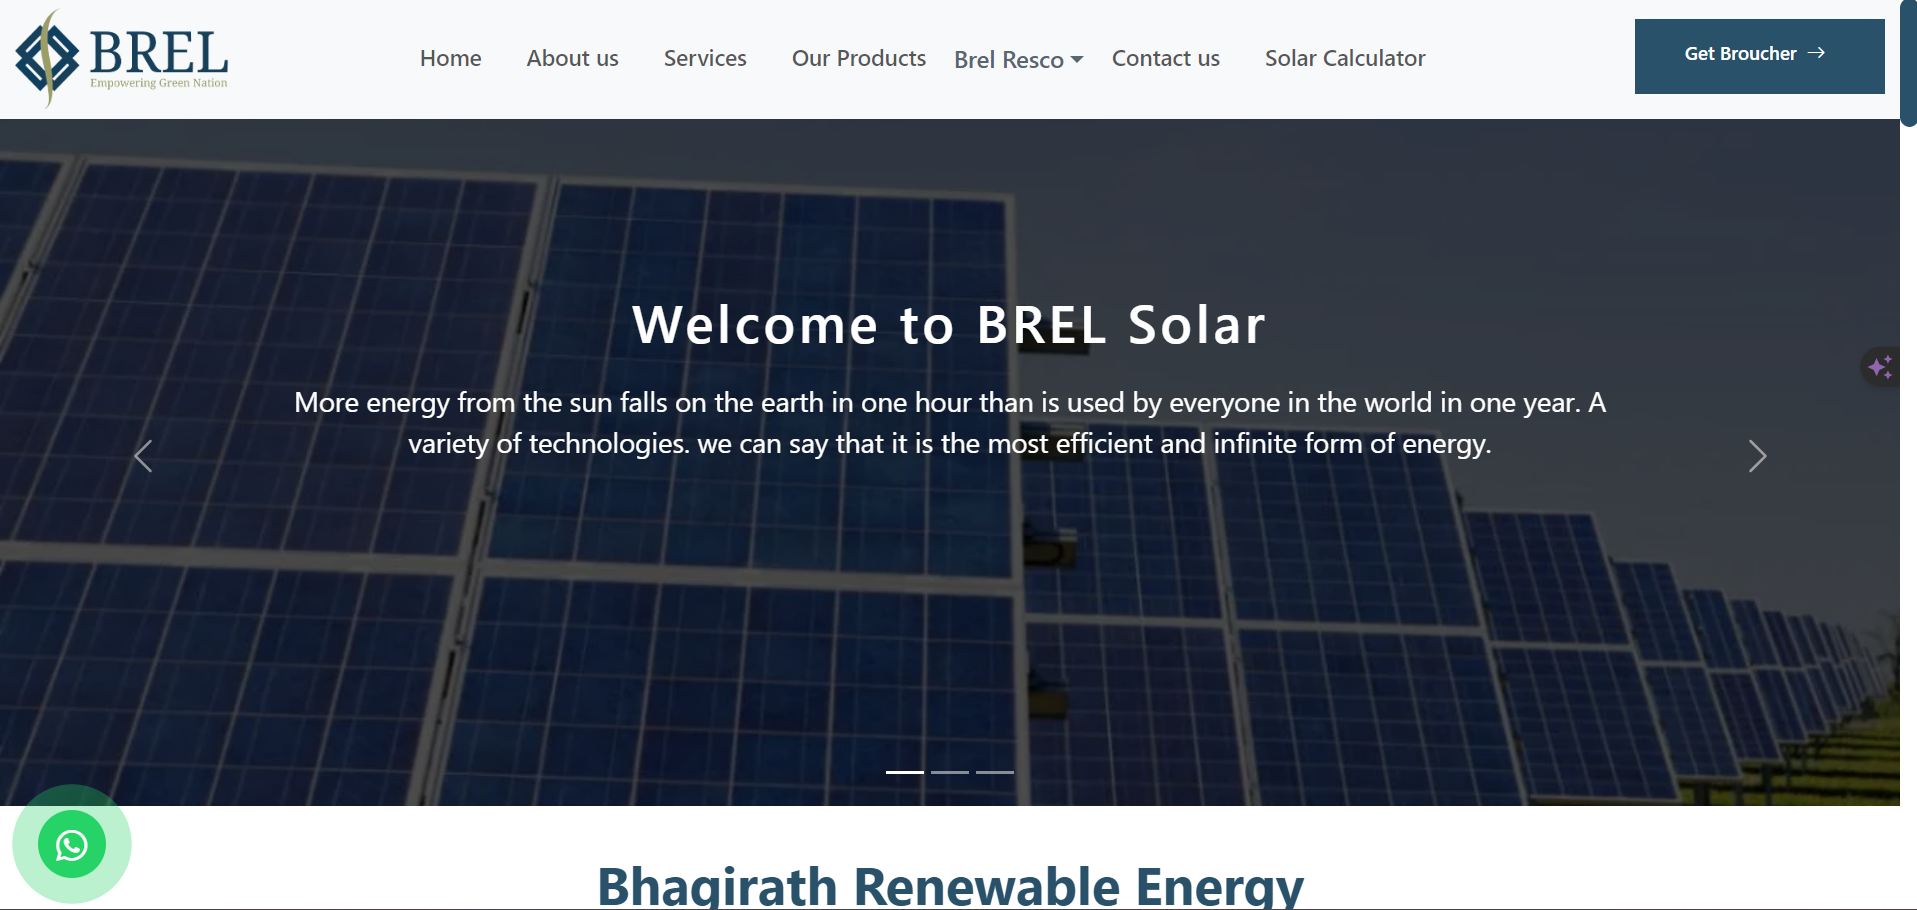 BREL
Empowering Green Nation
Home
About us
Services
Our Products
Brel Resco
Contact us
Solar Calculator
Get Broucher
Welcome to BREL Solar
More energy from the sun falls on the earth in one hour than is used by everyone in the world in one year. A
variety of technologies. we can say that it is the most efficient and infinite form of energy.
Bhagirath Renewable Energy